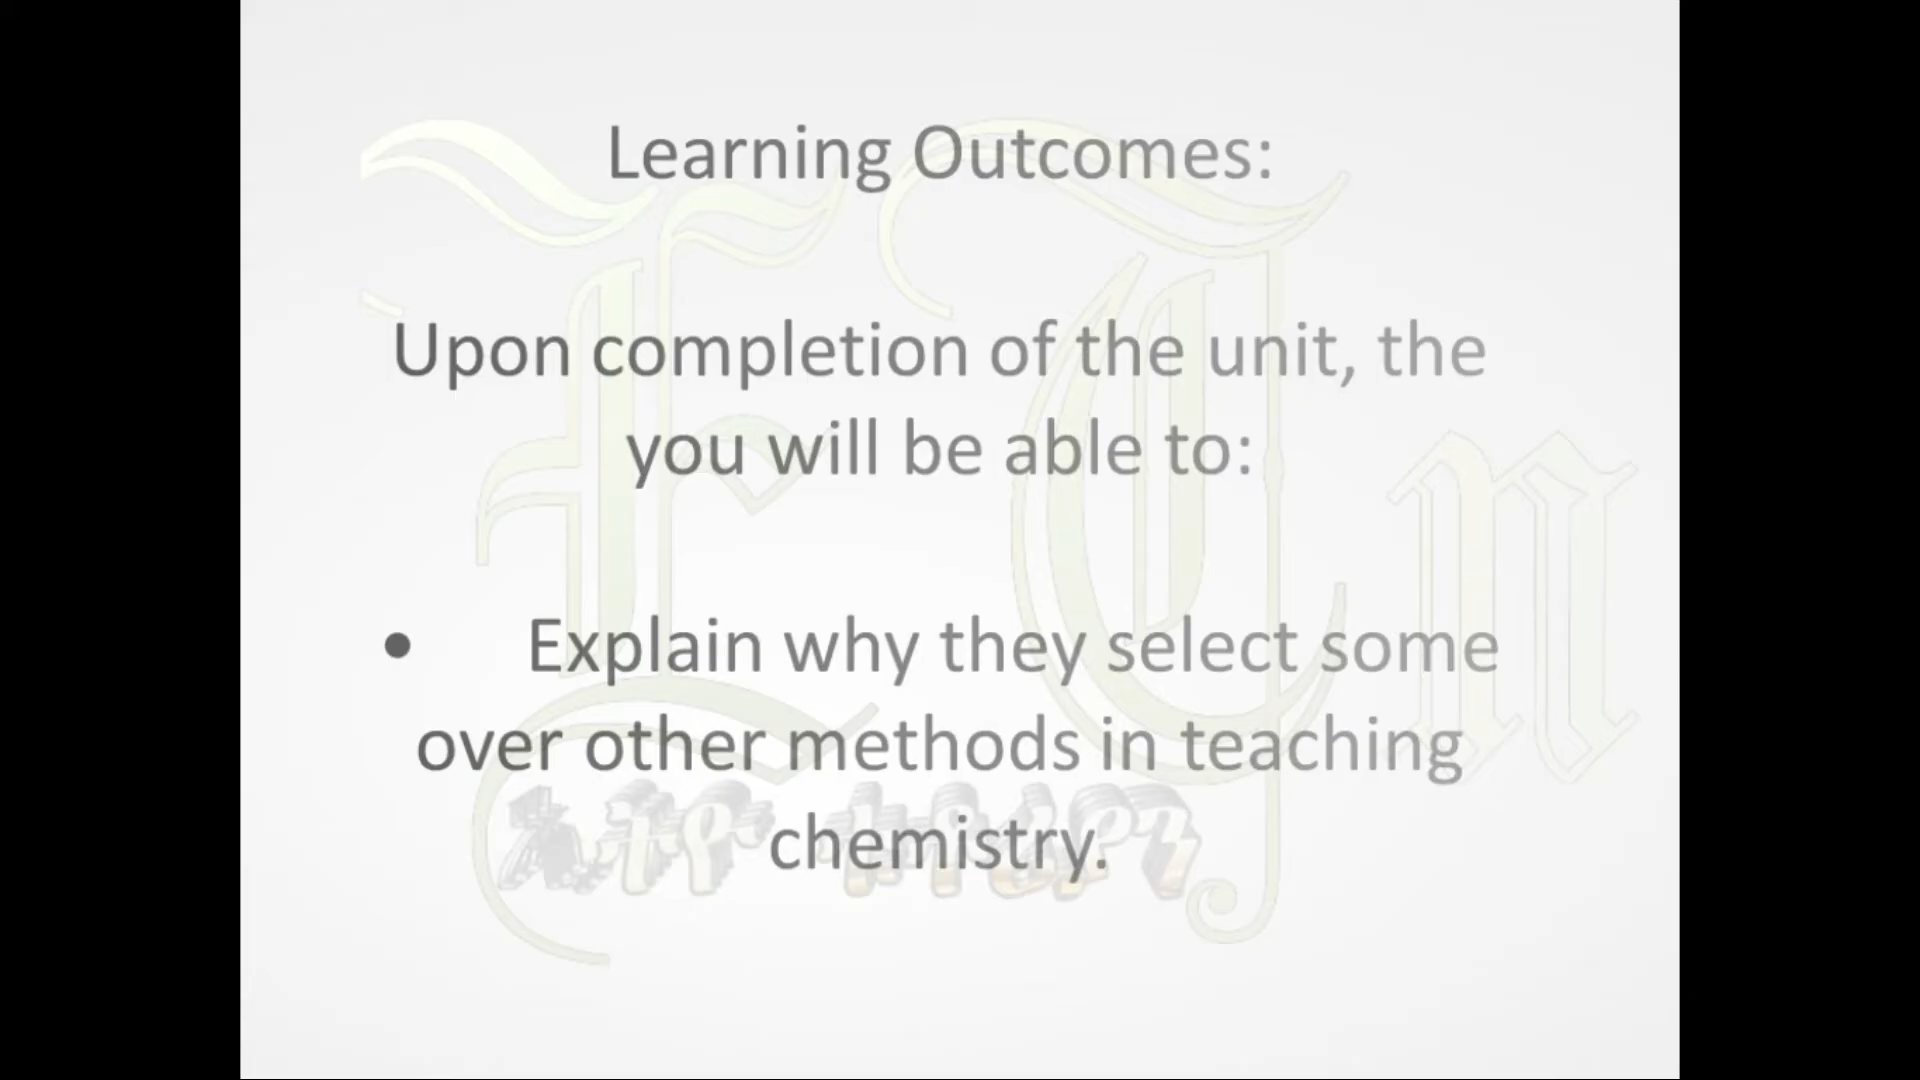 Learning Outcomes:
Upon completion of the unit, the
you will be able to:
• Explain why they select some
over other methods in teaching
chemistry.